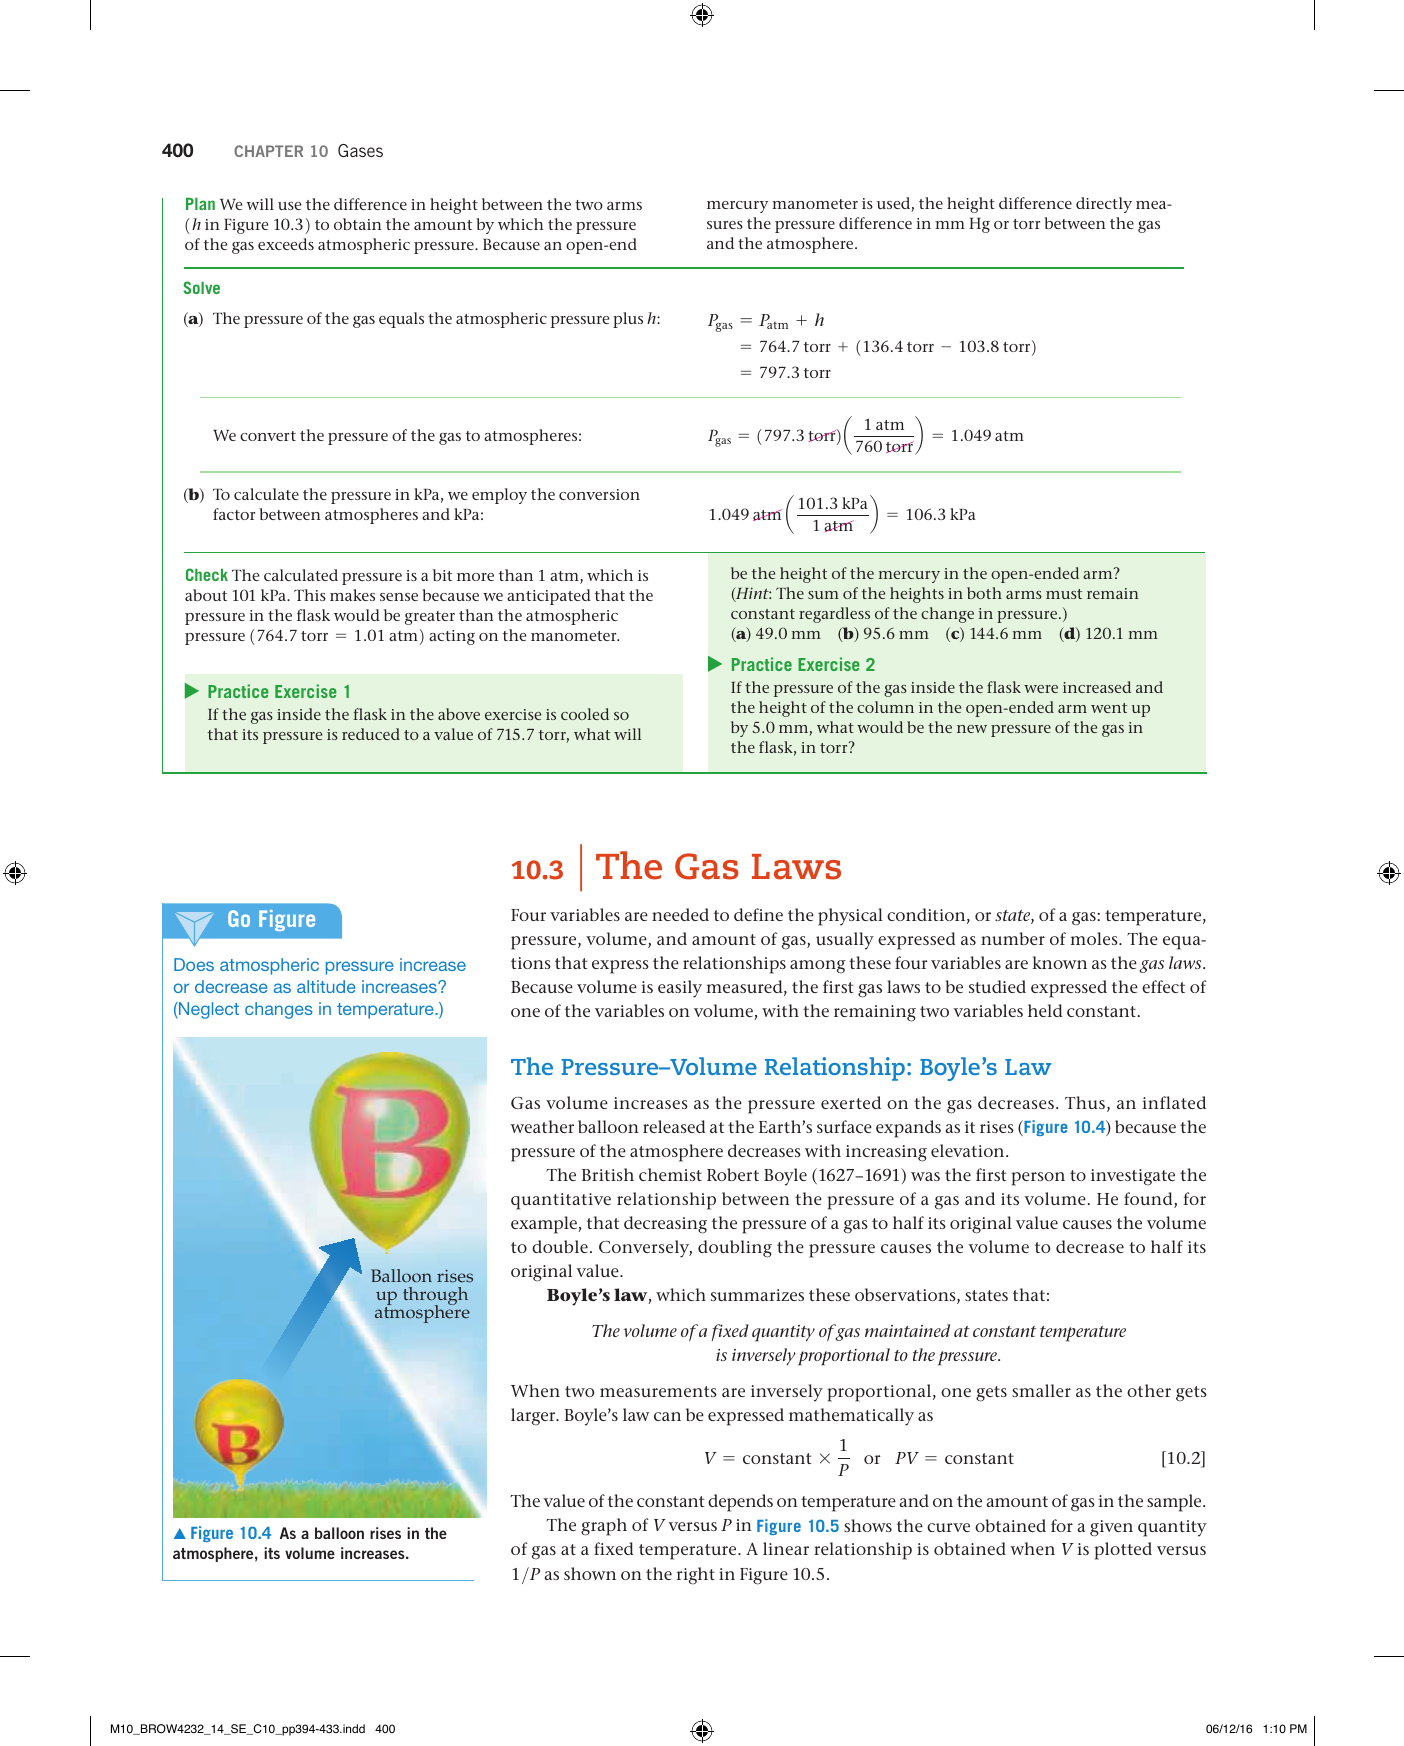 400 CHAPTER 10 Gases
Plan We will use the difference in height between the two arms
(h in Figure 10.3) to obtain the amount by which the pressure
of the gas exceeds atmospheric pressure. Because an open-end
mercury manometer is used, the height difference directly mea-
sures the pressure difference in mm Hg or torr between the gas
and the atmosphere.
Solve
(a) The pressure of the gas equals the atmospheric pressure plus h:
P_gas = P_atm + h
= 764.7 torr + (136.4 torr − 103.8 torr)
= 797.3 torr
We convert the pressure of the gas to atmospheres:
P_gas = (797.3 torr)(1 atm / 760 torr) = 1.049 atm
(b) To calculate the pressure in kPa, we employ the conversion
factor between atmospheres and kPa:
1.049 atm (101.3 kPa / 1 atm) = 106.3 kPa
Check The calculated pressure is a bit more than 1 atm, which is
about 101 kPa. This makes sense because we anticipated that the
pressure in the flask would be greater than the atmospheric
pressure (764.7 torr = 1.01 atm) acting on the manometer.
Practice Exercise 1
If the gas inside the flask in the above exercise is cooled so
that its pressure is reduced to a value of 715.7 torr, what will
be the height of the mercury in the open-ended arm?
(Hint: The sum of the heights in both arms must remain
constant regardless of the change in pressure.)
(a) 49.0 mm (b) 95.6 mm (c) 144.6 mm (d) 120.1 mm
Practice Exercise 2
If the pressure of the gas inside the flask were increased and
the height of the column in the open-ended arm went up
by 5.0 mm, what would be the new pressure of the gas in
the flask, in torr?
10.3 The Gas Laws
Four variables are needed to define the physical condition, or state, of a gas: temperature,
pressure, volume, and amount of gas, usually expressed as number of moles. The equa-
tions that express the relationships among these four variables are known as the gas laws.
Because volume is easily measured, the first gas laws to be studied expressed the effect of
one of the variables on volume, with the remaining two variables held constant.
The Pressure–Volume Relationship: Boyle's Law
Gas volume increases as the pressure exerted on the gas decreases. Thus, an inflated
weather balloon released at the Earth's surface expands as it rises (Figure 10.4) because the
pressure of the atmosphere decreases with increasing elevation.
The British chemist Robert Boyle (1627–1691) was the first person to investigate the
quantitative relationship between the pressure of a gas and its volume. He found, for
example, that decreasing the pressure of a gas to half its original value causes the volume
to double. Conversely, doubling the pressure causes the volume to decrease to half its
original value.
Boyle's law, which summarizes these observations, states that:
The volume of a fixed quantity of gas maintained at constant temperature
is inversely proportional to the pressure.
When two measurements are inversely proportional, one gets smaller as the other gets
larger. Boyle's law can be expressed mathematically as
V = constant × 1/P or PV = constant [10.2]
The value of the constant depends on temperature and on the amount of gas in the sample.
The graph of V versus P in Figure 10.5 shows the curve obtained for a given quantity
of gas at a fixed temperature. A linear relationship is obtained when V is plotted versus
1/P as shown on the right in Figure 10.5.
Go Figure
Does atmospheric pressure increase
or decrease as altitude increases?
(Neglect changes in temperature.)
B
Balloon rises
up through
atmosphere
B
▲ Figure 10.4 As a balloon rises in the
atmosphere, its volume increases.
M10_BROW4232_14_SE_C10_pp394-433.indd 400
06/12/16 1:10 PM